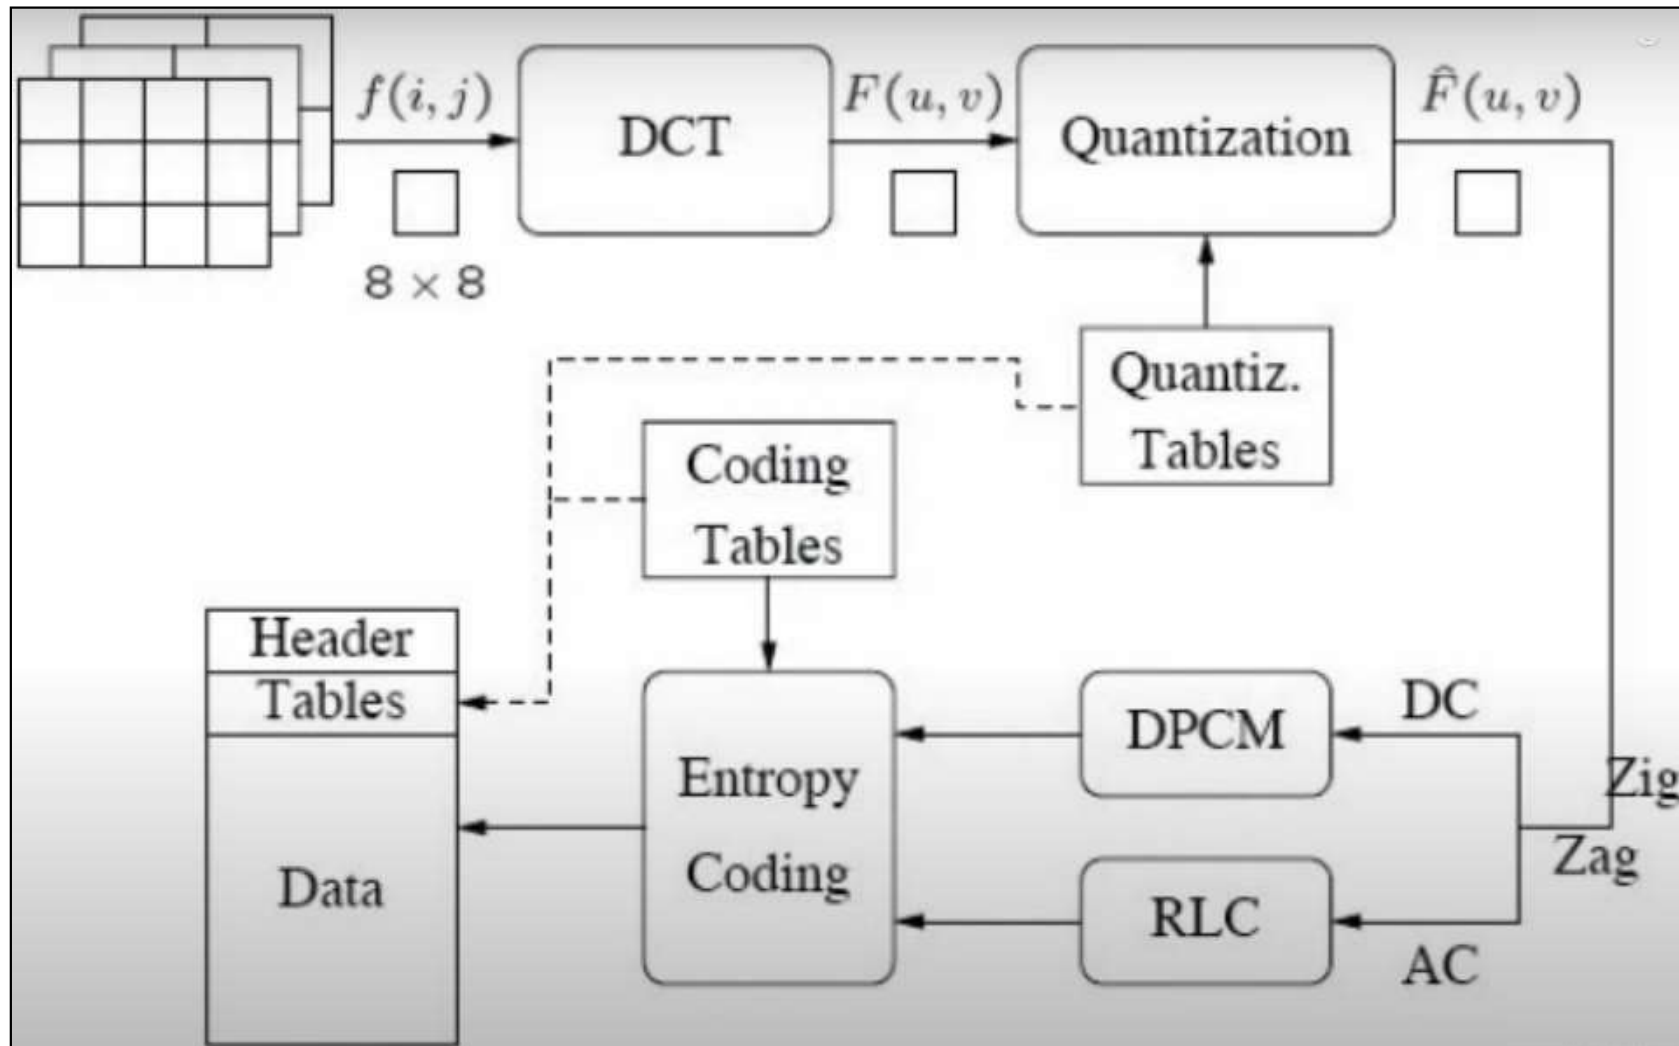 f(i, j)
DCT
F(u, v)
Quantization
F̂(u, v)
8 × 8
Quantiz.
Tables
Coding
Tables
Header
Tables
Data
Entropy
Coding
DPCM
DC
RLC
AC
Zig
Zag